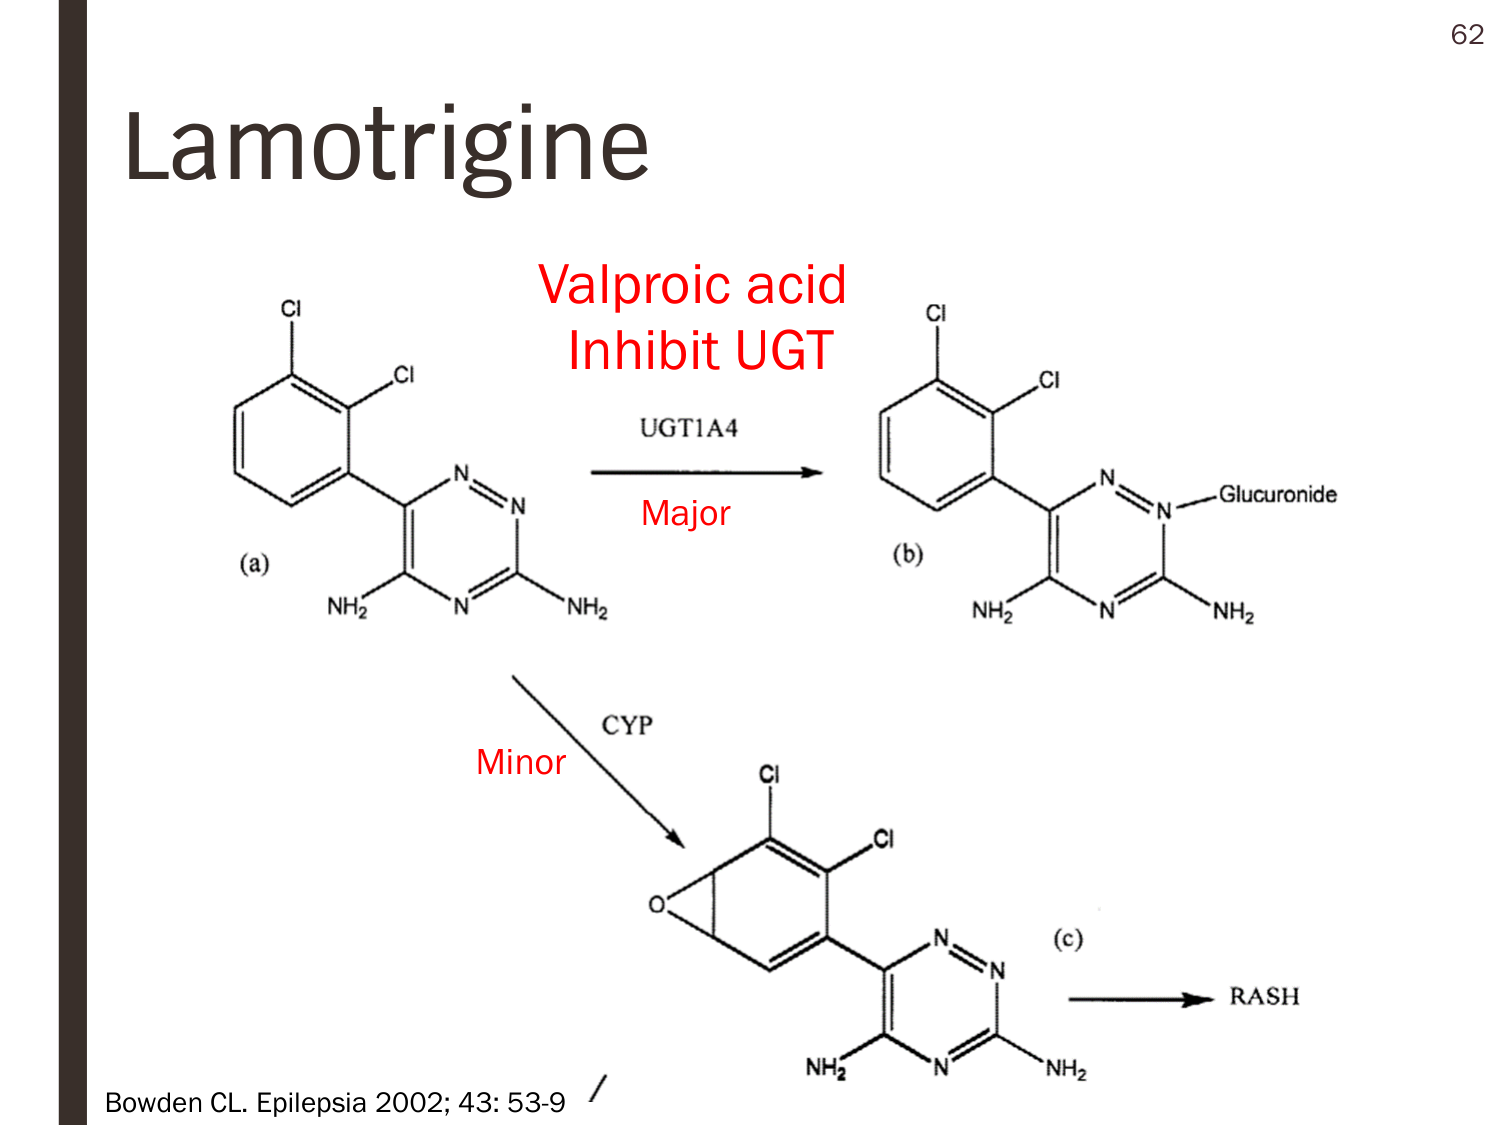 62
Lamotrigine
Valproic acid
Inhibit UGT
Cl
Cl
UGT1A4
Major
N
N
(a)
NH2
N
NH2
Cl
Cl
N
N
Glucuronide
(b)
NH2
N
NH2
CYP
Minor
Cl
Cl
O
N
N
(c)
RASH
NH2
N
NH2
Bowden CL. Epilepsia 2002; 43: 53-9 /